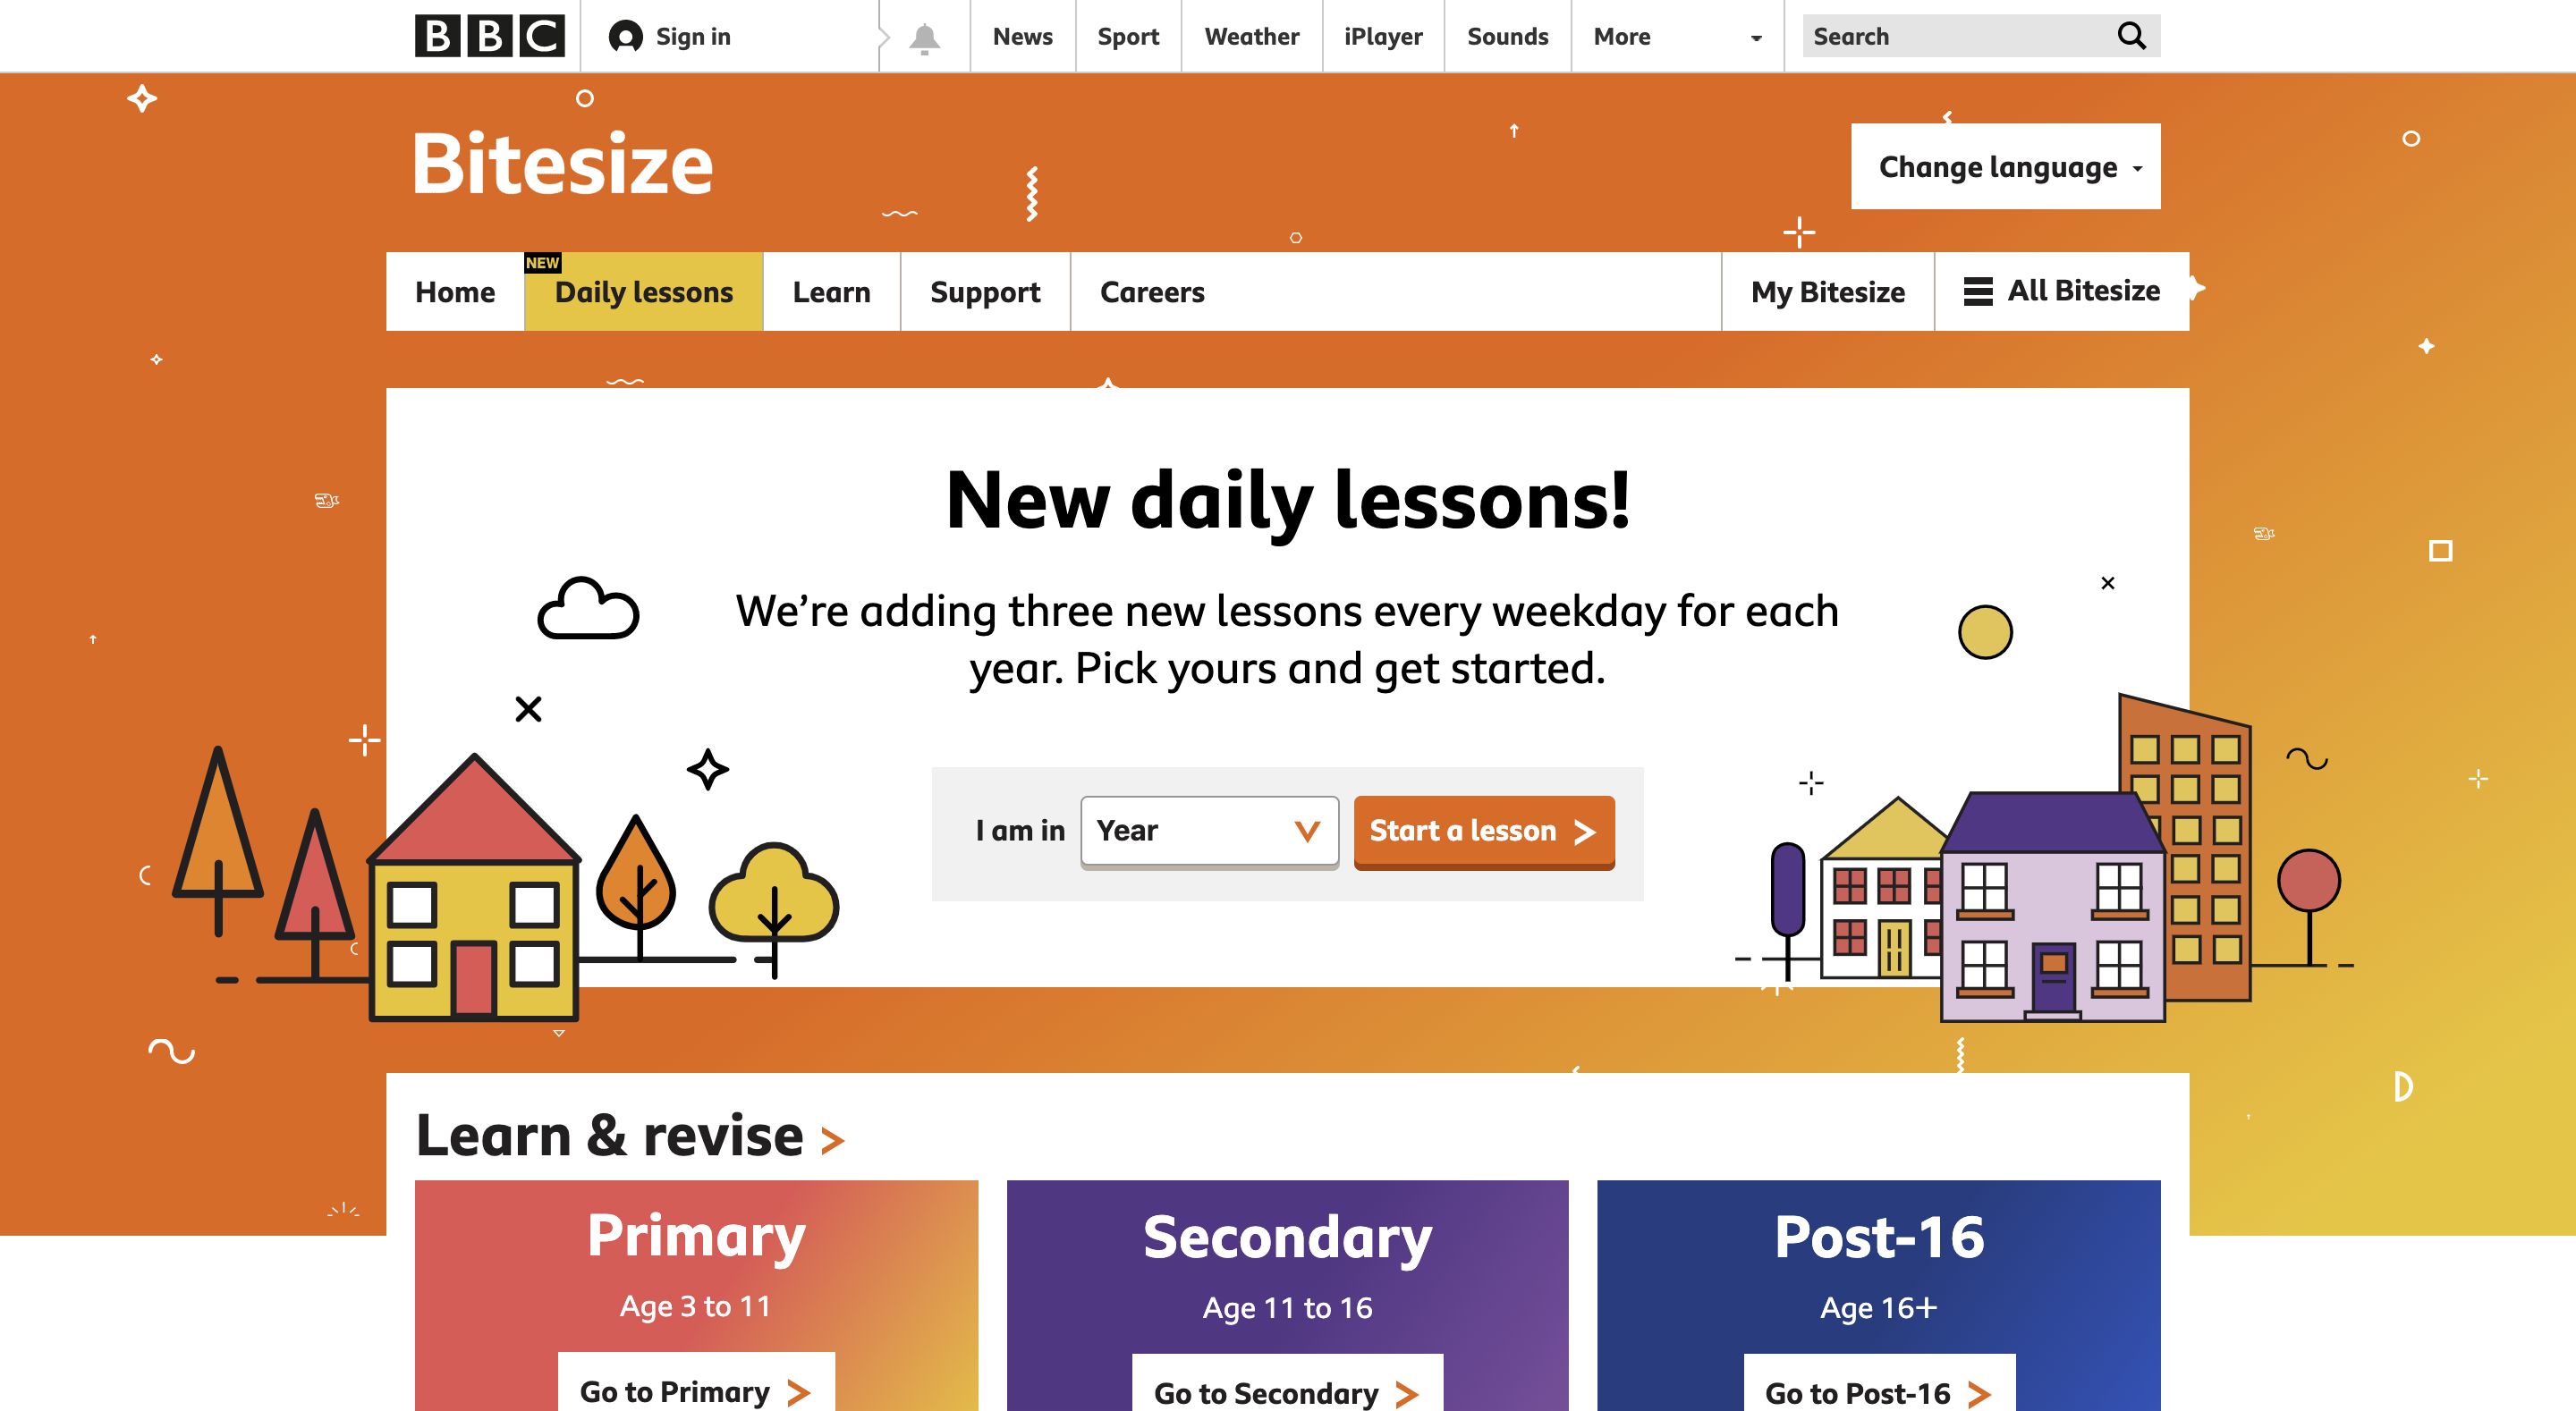 BBC
Sign in
News
Sport
Weather
iPlayer
Sounds
More
Search
Bitesize
Change language
Home
NEW
Daily lessons
Learn
Support
Careers
My Bitesize
All Bitesize
New daily lessons!
We’re adding three new lessons every weekday for each
year. Pick yours and get started.
I am in
Year
Start a lesson
Learn & revise
Primary
Age 3 to 11
Go to Primary
Secondary
Age 11 to 16
Go to Secondary
Post-16
Age 16+
Go to Post-16